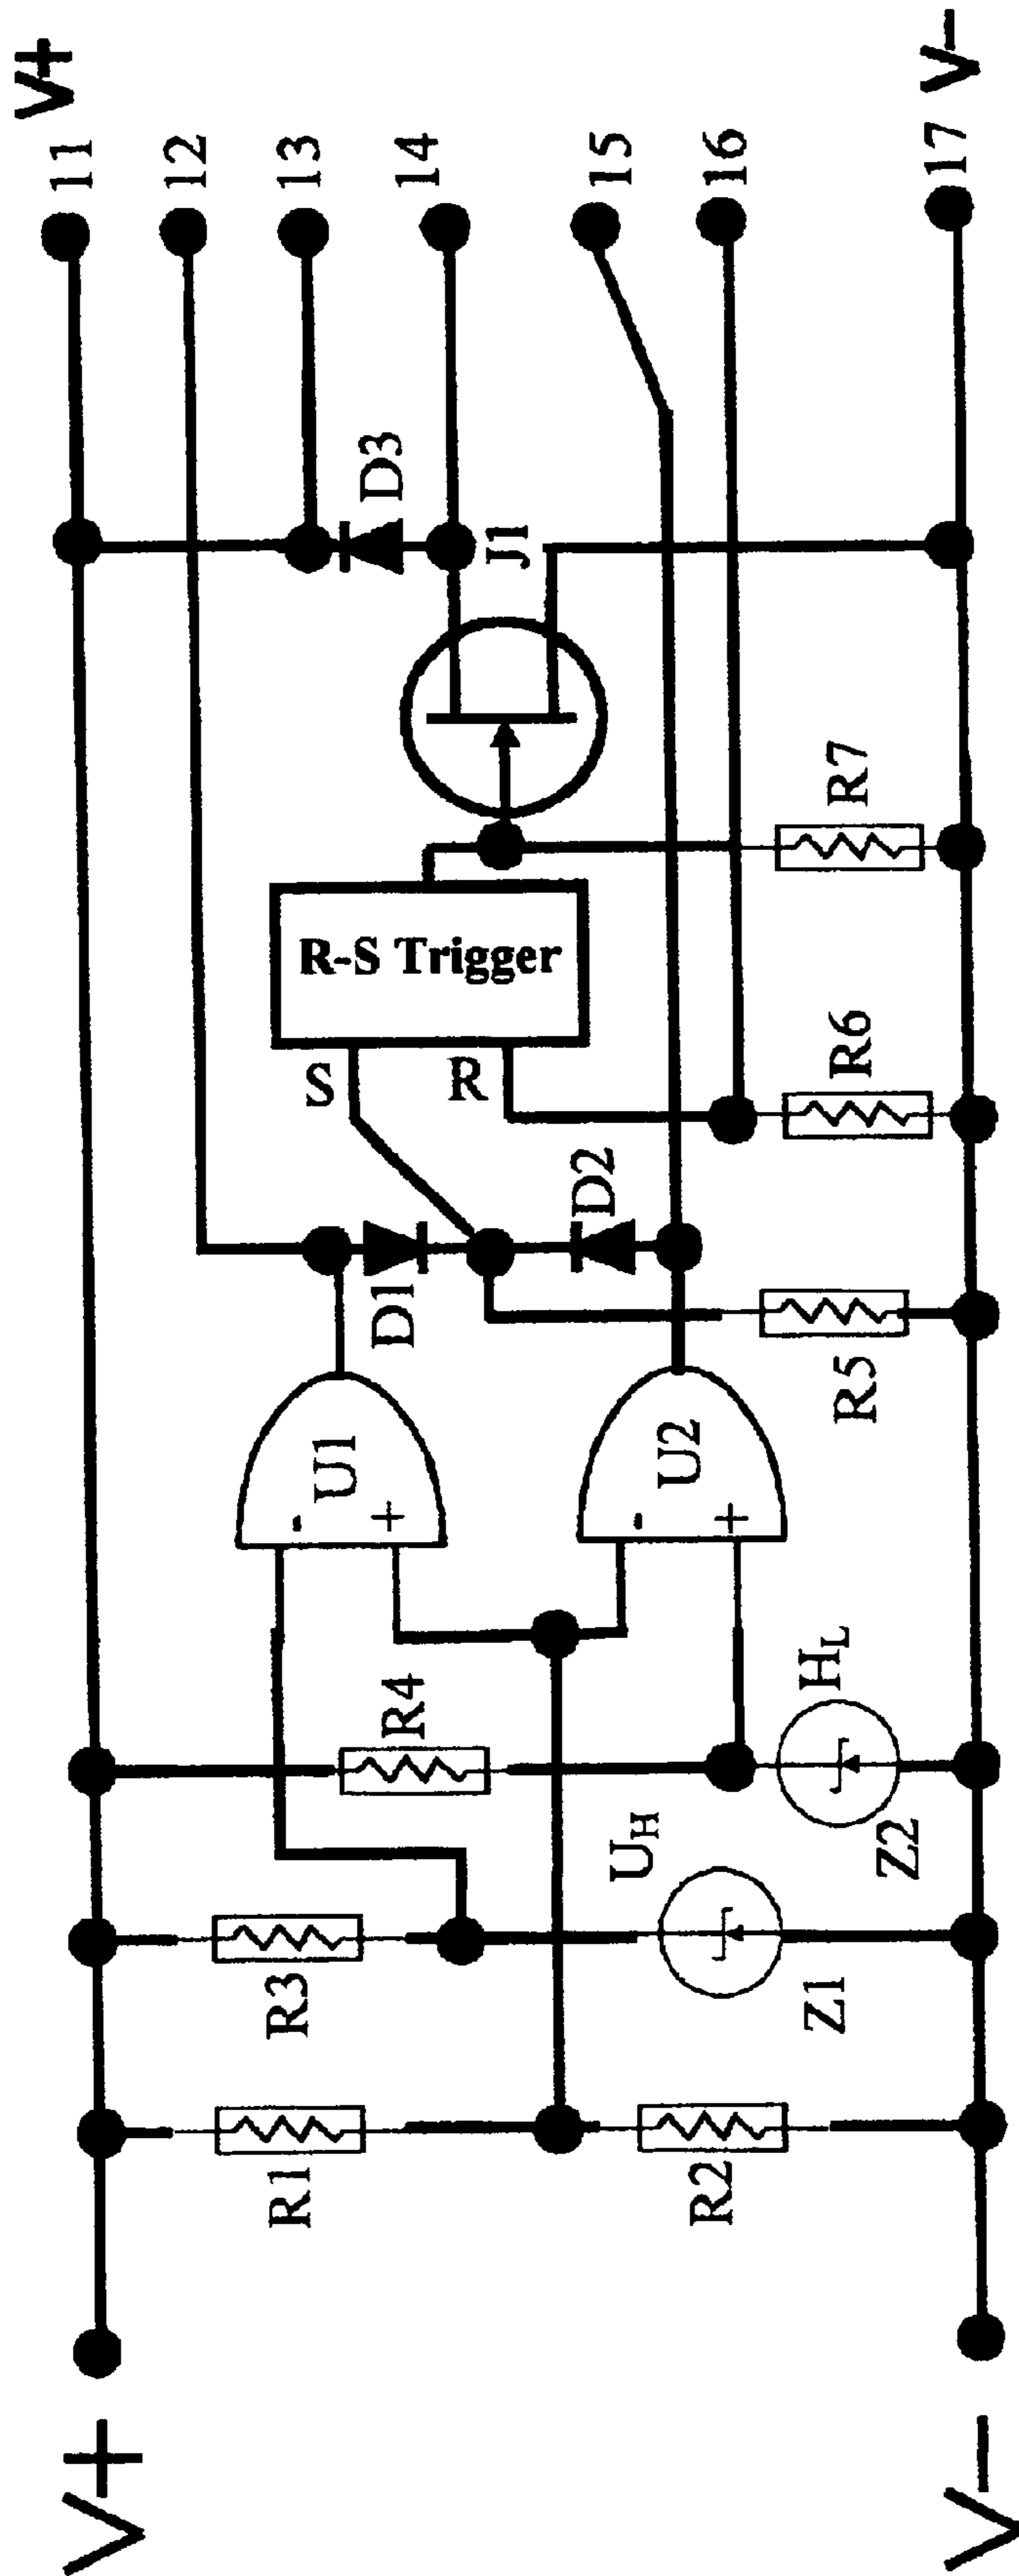 V+
V+
11
12
13
14
15
16
17
V-
D3
J1
R-S Trigger
S
R
R7
R6
D1
D2
R5
U1
-
+
U2
-
+
R4
R3
U_H
Z1
H_L
Z2
R1
R2
V-